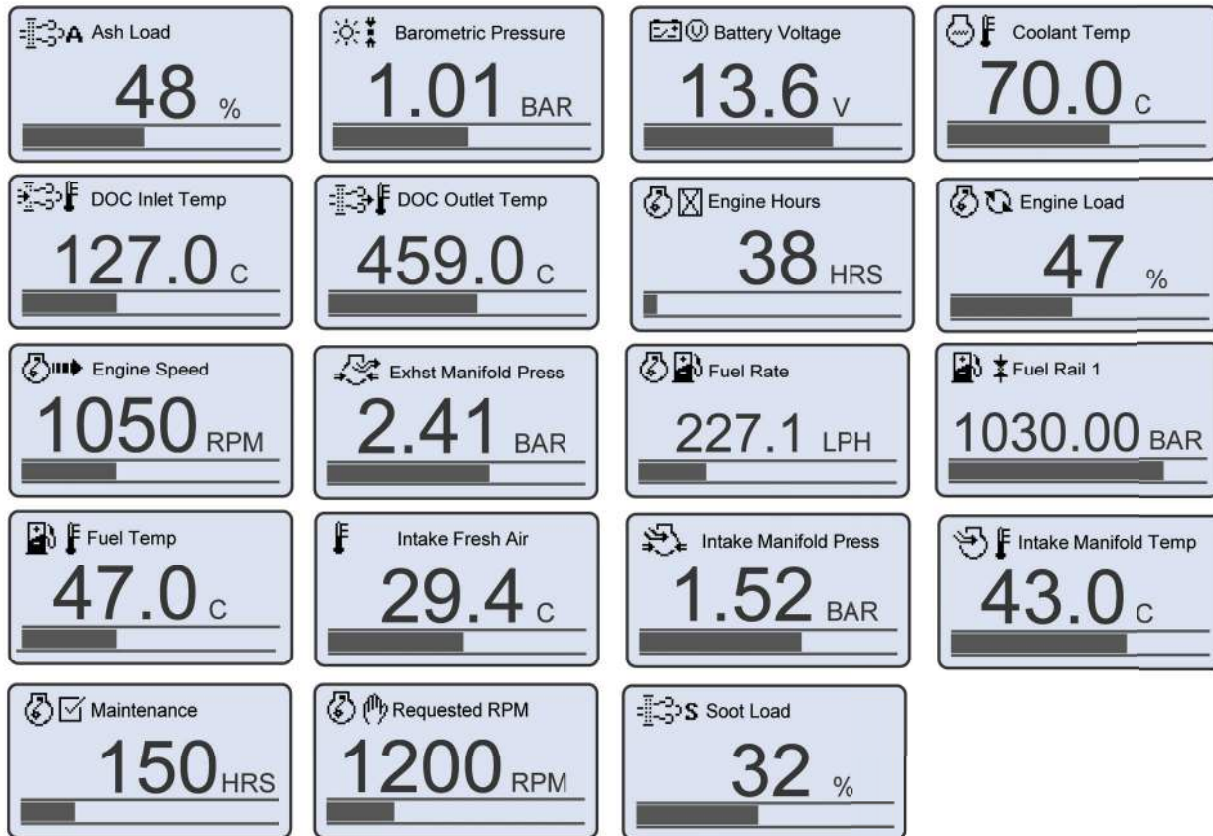 A Ash Load
48 %
Barometric Pressure
1.01 BAR
V Battery Voltage
13.6 V
Coolant Temp
70.0 C
DOC Inlet Temp
127.0 C
DOC Outlet Temp
459.0 C
Engine Hours
38 HRS
Engine Load
47 %
Engine Speed
1050 RPM
Exhst Manifold Press
2.41 BAR
Fuel Rate
227.1 LPH
Fuel Rail 1
1030.00 BAR
Fuel Temp
47.0 C
Intake Fresh Air
29.4 C
Intake Manifold Press
1.52 BAR
Intake Manifold Temp
43.0 C
Maintenance
150 HRS
Requested RPM
1200 RPM
S Soot Load
32 %